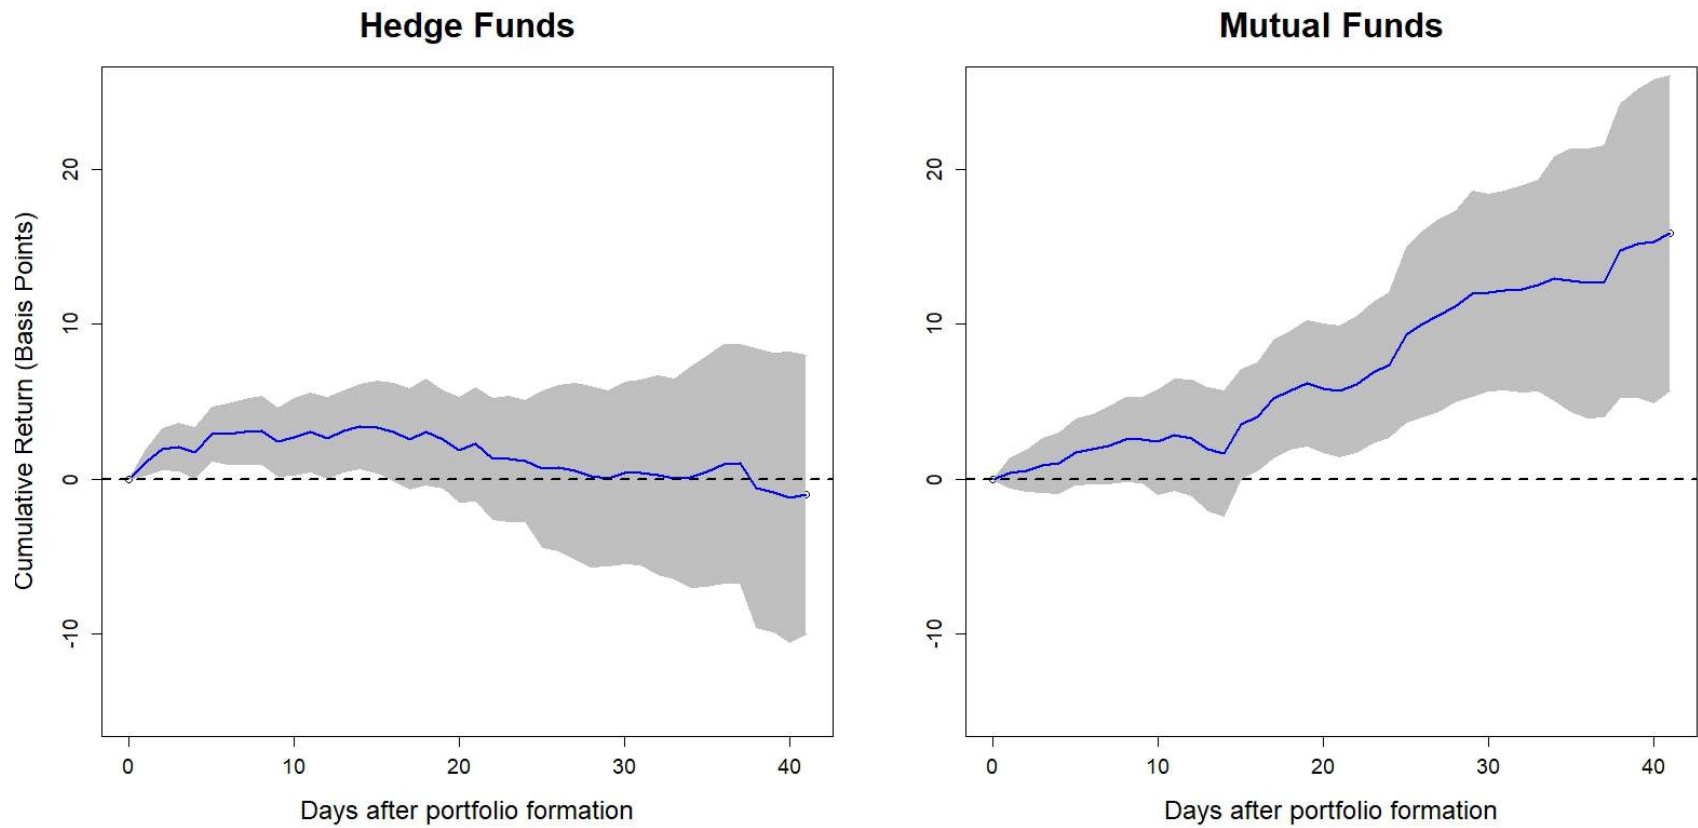 Hedge Funds
Cumulative Return (Basis Points)
20
10
0
-10
0 10 20 30 40
Days after portfolio formation
Mutual Funds
20
10
0
-10
0 10 20 30 40
Days after portfolio formation